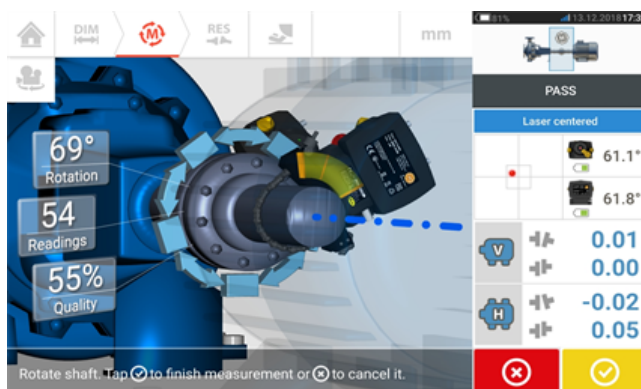 DIM
M
RES
mm
69°
Rotation
54
Readings
55%
Quality
Rotate shaft. Tap to finish measurement or to cancel it.
81%
13.12.2018 17:3
PASS
Laser centered
61.1°
61.8°
V
0.01
0.00
H
-0.02
0.05